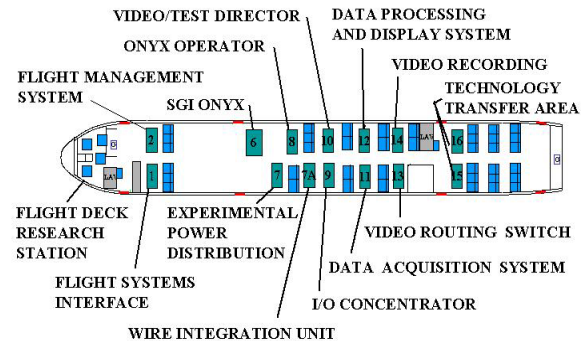 VIDEO/TEST DIRECTOR
DATA PROCESSING
AND DISPLAY SYSTEM
ONYX OPERATOR
VIDEO RECORDING
FLIGHT MANAGEMENT
SYSTEM
TECHNOLOGY
TRANSFER AREA
SGI ONYX
2
6
8
10
12
14
LAV
16
LAV
1
7
7A
9
11
13
15
FLIGHT DECK
RESEARCH
STATION
EXPERIMENTAL
POWER
DISTRIBUTION
VIDEO ROUTING SWITCH
FLIGHT SYSTEMS
INTERFACE
DATA ACQUISITION SYSTEM
I/O CONCENTRATOR
WIRE INTEGRATION UNIT